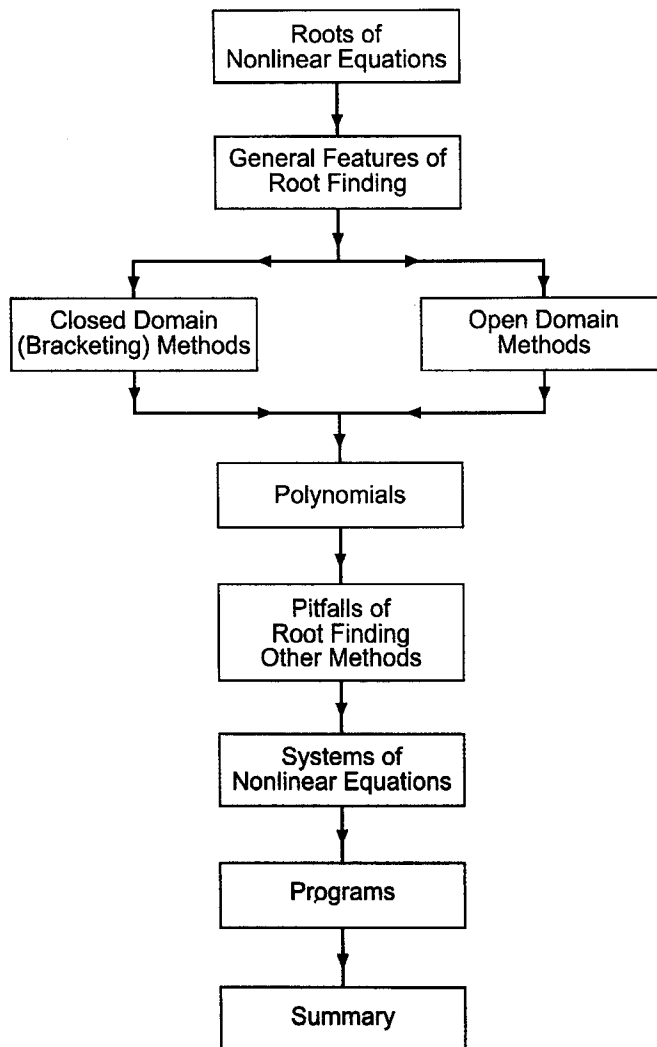 Roots of
Nonlinear Equations
General Features of
Root Finding
Closed Domain
(Bracketing) Methods
Open Domain
Methods
Polynomials
Pitfalls of
Root Finding
Other Methods
Systems of
Nonlinear Equations
Programs
Summary